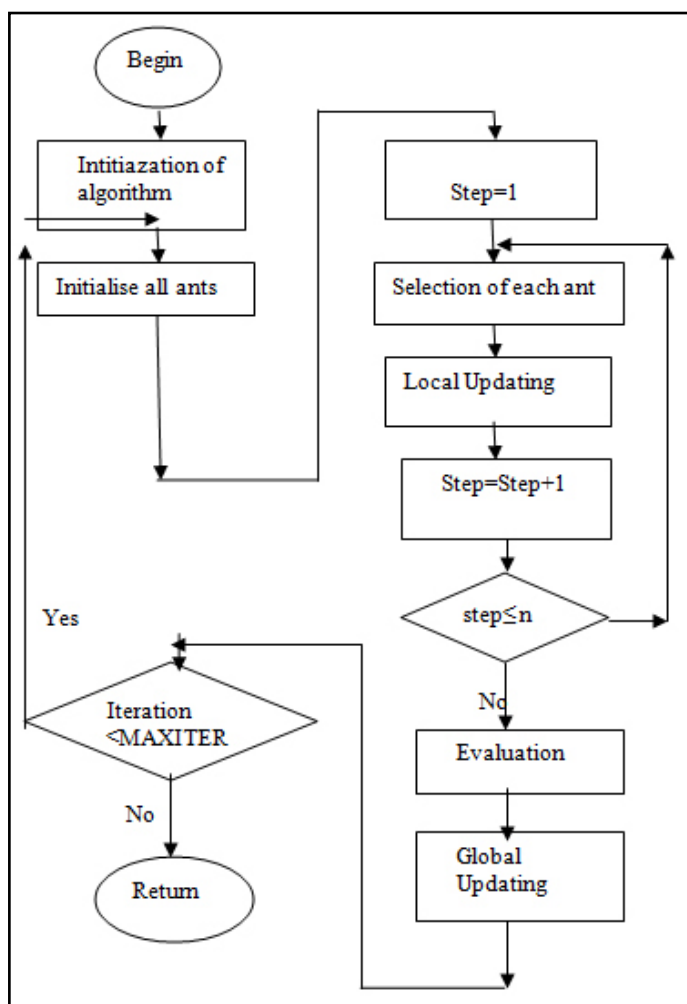 Begin
Intitiazation of
algorithm
Initialise all ants
Step=1
Selection of each ant
Local Updating
Step=Step+1
step≤n
No
Evaluation
Global
Updating
Yes
Iteration
<MAXITER
No
Return